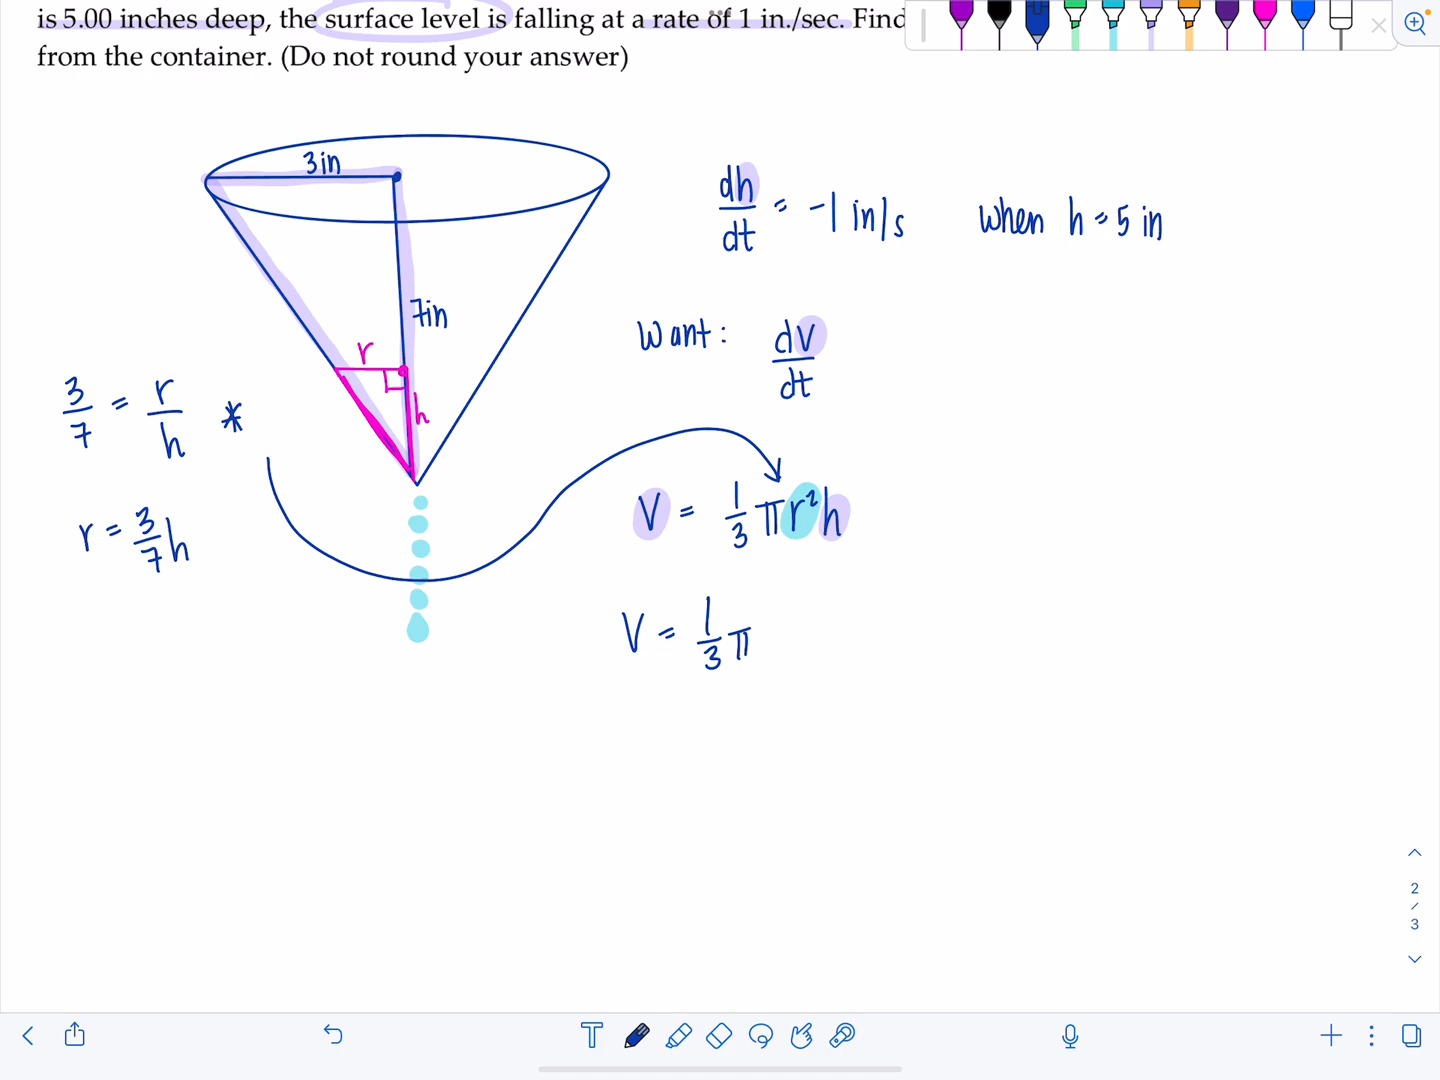 is 5.00 inches deep, the surface level is falling at a rate of 1 in./sec. Find
from the container. (Do not round your answer)
3in
dh/dt = -1 in/s when h = 5 in
7in
Want: dV/dt
r
h
3/7 = r/h *
V = 1/3 πr²h
r = 3/7 h
V = 1/3 π
2
/
3
T